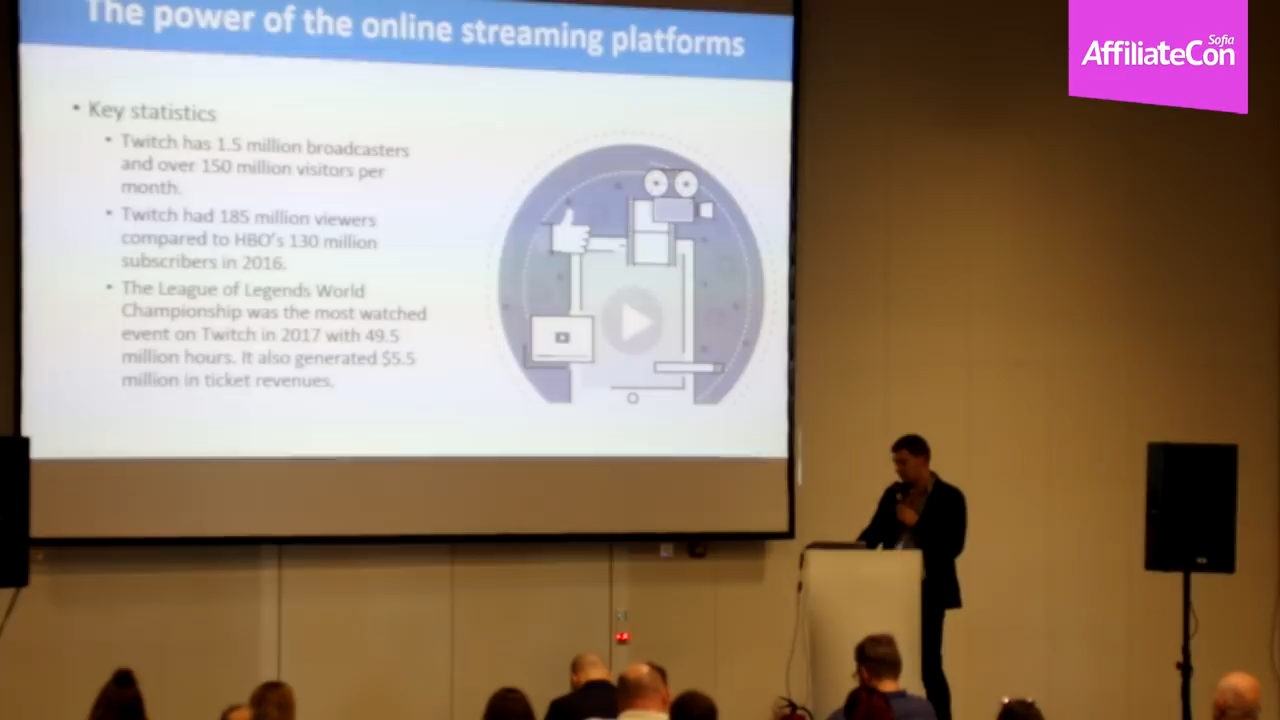 The power of the online streaming platforms
Sofia
AffiliateCon
• Key statistics
• Twitch has 1.5 million broadcasters
and over 150 million visitors per
month.
• Twitch had 185 million viewers
compared to HBO's 130 million
subscribers in 2016.
• The League of Legends World
Championship was the most watched
event on Twitch in 2017 with 49.5
million hours. It also generated $5.5
million in ticket revenues.